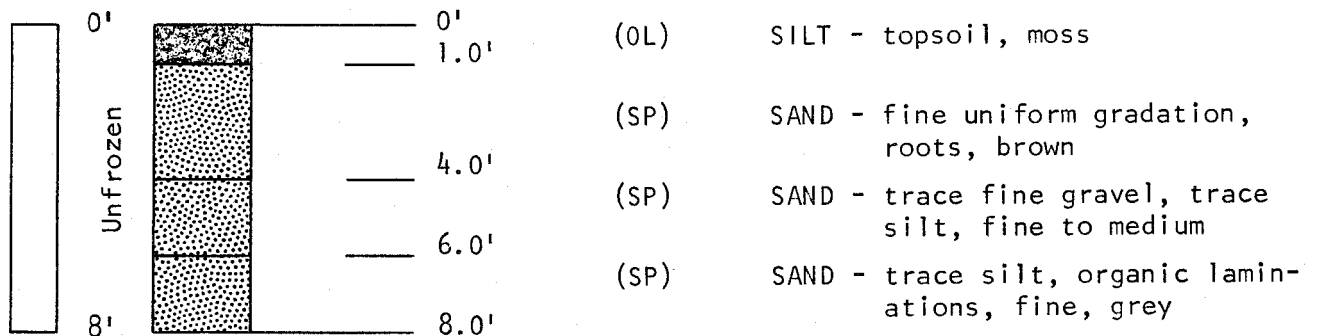 0' 0' (OL) SILT - topsoil, moss
1.0'
(SP) SAND - fine uniform gradation,
roots, brown
Unfrozen
4.0'
(SP) SAND - trace fine gravel, trace
silt, fine to medium
6.0'
(SP) SAND - trace silt, organic lamin-
ations, fine, grey
8' 8.0'